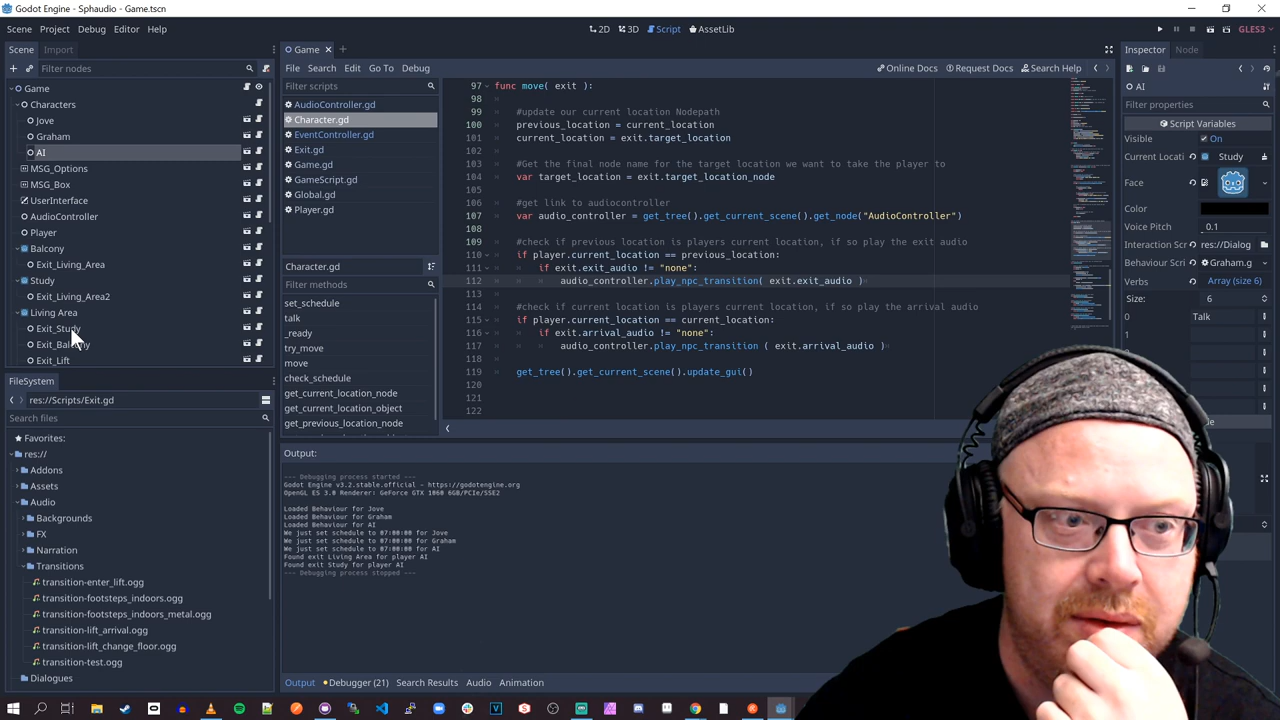 Godot Engine - Sphaudio - Game.tscn
Scene Project Debug Editor Help
2D 3D Script AssetLib
GLES3
Scene Import
Filter nodes
Game
Characters
Jove
Graham
AI
MSG_Options
MSG_Box
UserInterface
AudioController
Player
Balcony
Exit_Living_Area
Study
Exit_Living_Area2
Living Area
Exit_Study
Exit_Balcony
Exit_Lift
FileSystem
res://Scripts/Exit.gd
Search files
Favorites:
res://
Addons
Assets
Audio
Backgrounds
FX
Narration
Transitions
transition-enter_lift.ogg
transition-footsteps_indoors.ogg
transition-footsteps_indoors_metal.ogg
transition-lift_arrival.ogg
transition-lift_change_floor.ogg
transition-test.ogg
Dialogues
Game
File Search Edit Go To Debug
Online Docs Request Docs Search Help
Filter scripts
AudioController.gd
Character.gd
EventController.gd
Exit.gd
Game.gd
GameScript.gd
Global.gd
Player.gd
Character.gd
Filter methods
set_schedule
talk
_ready
try_move
move
check_schedule
get_current_location_node
get_current_location_object
get_previous_location_node
97 func move( exit ):
98
99 #update our current location Nodepath
100 previous_location = current_location
101 current_location = exit.target_location
102
103 #Get the final node name for the target location we want to take the player to
104 var target_location = exit.target_location_node
105
106 #get link to audiocontroller
107 var audio_controller = get_tree().get_current_scene().get_node("AudioController")
108
109 #check if previous location is players current location, if so play the exit audio
110 if player.current_location == previous_location:
111 if exit.exit_audio != "none":
112 audio_controller.play_npc_transition( exit.exit_audio )
113
114 #check if current location is players current location, if so play the arrival audio
115 if player.current_location == current_location:
116 if exit.arrival_audio != "none":
117 audio_controller.play_npc_transition ( exit.arrival_audio )
118
119 get_tree().get_current_scene().update_gui()
120
121
122
Output:
--- Debugging process started ---
Godot Engine v3.2.stable.official - https://godotengine.org
OpenGL ES 3.0 Renderer: GeForce GTX 1060 6GB/PCIe/SSE2
Loaded Behaviour for Jove
Loaded Behaviour for Graham
Loaded Behaviour for AI
We just set schedule to 07:00:00 for Jove
We just set schedule to 07:00:00 for Graham
We just set schedule to 07:00:00 for AI
Found exit Living Area for player AI
Found exit Study for player AI
--- Debugging process stopped ---
Output Debugger (21) Search Results Audio Animation
Inspector Node
AI
Filter properties
Script Variables
Visible On
Current Locati Study
Face
Color
Voice Pitch 0.1
Interaction Scr res://Dialog
Behaviour Scri Graham.g
Verbs Array (size 6)
Size: 6
0 Talk
1